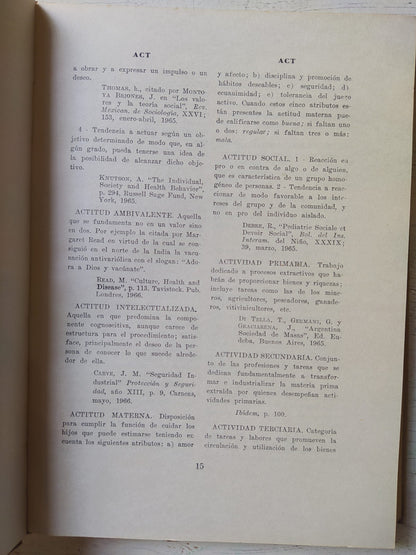 ACT
a obrar y a expresar un impulso o un
deseo.
THOMAS, h., citado por MONTO
YA BRIONES, J. en "Los valo-
res y la teoría social", Rev.
Mexican. de Sociología, XXVI;
153, enero-abril, 1965.
4 - Tendencia a actuar según un ob-
jetivo determinado de modo que, en al-
gún grado, pueda tenerse una idea de
la posibilidad de alcanzar dicho obje-
tivo.
KNUTSON, A. "The Individual,
Society and Health Behavior",
p. 294, Russell Sage Fund, New
York, 1965.
ACTITUD AMBIVALENTE. Aquella
que se fundamenta no en un valor sino
en dos. Por ejemplo la citada por Mar-
garet Read en virtud de la cual se con-
siguió en el norte de la India la vacu-
nación antivariólica con el slogan: "Ado-
ra a Dios y vacúnate".
READ, M. "Culture, Health and
Disease", p. 113. Tavistock. Pub.
Londres, 1966.
ACTITUD INTELECTUALIZADA,
Aquella en que predomina la compo-
nente cognoscitiva, aunque carece de
estructura para el procedimiento; satis-
face, principalmente el deseo de la per-
sona de conocer lo que sucede alrede-
dor de ella.
J. M. "Seguridad In-
dustrial" Protección y Seguri-
dad, año XIII, p. 9, Caracas,
mayo, 1966.
ACTITUD MATERNA. Disposición
para cumplir la función de cuidar los
hijos que puede estimarse teniendo en
cuenta los siguientes atributos: a) amor
ACT
y afecto; b) disciplina y promoción de
hábitos deseables; c) seguridad; d)
ecuanimidad; e) tolerancia del juego
activo. Cuando estos cinco atributos es-
tán presentes la actitud materna pue-
de calificarse como buena; si faltan uno
o dos: regular; si faltan tres o más:
mala.
ACTITUD SOCIAL. 1 - Reacción en
pro o en contra de algo o de alguien,
que es característica de un grupo homo-
géneo de personas. 2 - Tendencia a reac-
cionar de modo favorable a los intere-
ses del grupo y de la comunidad, y
no en pro del individuo aislado.
DEBRE, R., "Pediatrie Sociale et
Devoir Social", Bol. del Ins.
Interam. del Niño, XXXIX;
39, marzo, 1965.
ACTIVIDAD PRIMARIA. Trabajo
dedicado a procesos extractivos que ha-
brán de proporcionar bienes y riquezas;
incluye tareas como las de los mine-
ros, agricultores, pescadores, ganade-
ros, vitivinicultores, etc.
DI TELLA, T., GERMANI, G. y
GRACIARENA, J., "Argentina
Sociedad de Masas", Ed. Eu-
deba, Buenos Aires, 1965.
ACTIVIDAD SECUNDARIA. Conjun-
to de las profesiones y tareas que se
dedican fundamentalmente a transfor-
mar e industrializar la materia prima
extraída por quienes desempeñan las
actividades primarias.
Ibídem, p. 100.
ACTIVIDAD TERCIARIA. Categoría
de tareas y labores que promueven la
circulación y utilización de los bienes
15